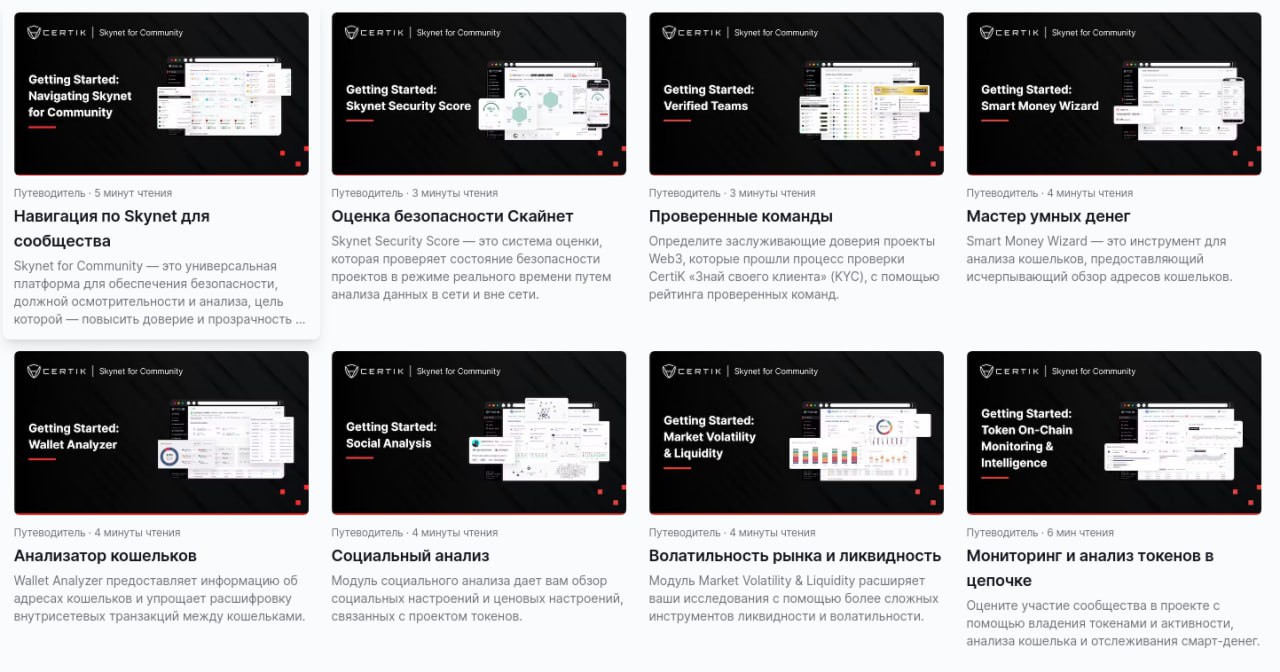 CERTIK | Skynet for Community
Getting Started:
Navigating Skynet
for Community
Путеводитель · 5 минут чтения
Навигация по Skynet для
сообщества
Skynet for Community — это универсальная
платформа для обеспечения безопасности,
должной осмотрительности и анализа, цель
которой — повысить доверие и прозрачность ...
CERTIK | Skynet for Community
Getting Started:
Skynet Security Score
Путеводитель · 3 минуты чтения
Оценка безопасности Скайнет
Skynet Security Score — это система оценки,
которая проверяет состояние безопасности
проектов в режиме реального времени путем
анализа данных в сети и вне сети.
CERTIK | Skynet for Community
Getting Started:
Verified Teams
Путеводитель · 3 минуты чтения
Проверенные команды
Определите заслуживающие доверия проекты
Web3, которые прошли процесс проверки
CertiK «Знай своего клиента» (KYC), с помощью
рейтинга проверенных команд.
CERTIK | Skynet for Community
Getting Started:
Smart Money Wizard
Путеводитель · 4 минуты чтения
Мастер умных денег
Smart Money Wizard — это инструмент для
анализа кошельков, предоставляющий
исчерпывающий обзор адресов кошельков.
CERTIK | Skynet for Community
Getting Started:
Wallet Analyzer
Путеводитель · 4 минуты чтения
Анализатор кошельков
Wallet Analyzer предоставляет информацию об
адресах кошельков и упрощает расшифровку
внутрисетевых транзакций между кошельками.
CERTIK | Skynet for Community
Getting Started:
Social Analysis
Путеводитель · 4 минуты чтения
Социальный анализ
Модуль социального анализа дает вам обзор
социальных настроений и ценовых настроений,
связанных с проектом токенов.
CERTIK | Skynet for Community
Getting Started:
Market Volatility
& Liquidity
Путеводитель · 4 минуты чтения
Волатильность рынка и ликвидность
Модуль Market Volatility & Liquidity расширяет
ваши исследования с помощью более сложных
инструментов ликвидности и волатильности.
CERTIK | Skynet for Community
Getting Started:
Token On-Chain
Monitoring &
Intelligence
Путеводитель · 6 мин чтения
Мониторинг и анализ токенов в
цепочке
Оцените участие сообщества в проекте с
помощью владения токенами и активности,
анализа кошелька и отслеживания смарт-денег.